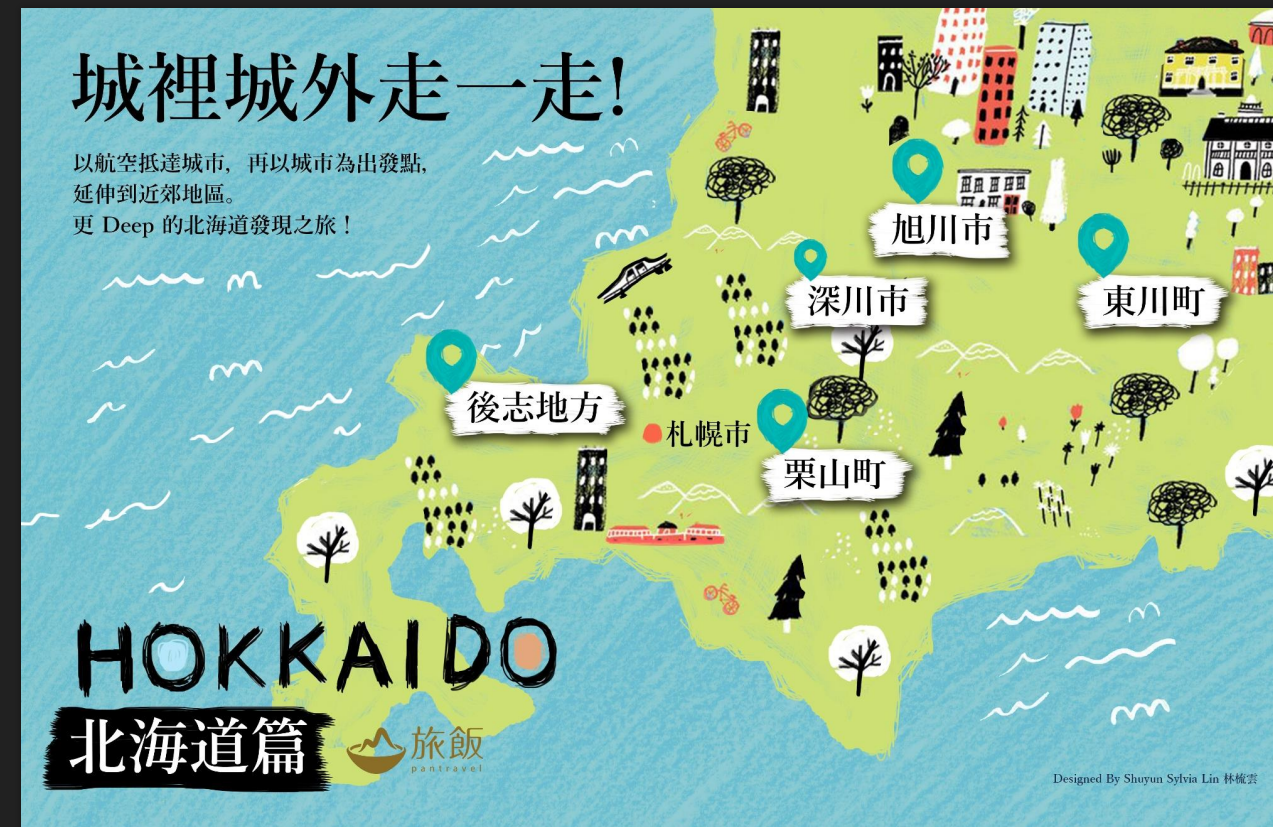 城裡城外走一走!
以航空抵達城市，再以城市為出發點，
延伸到近郊地區。
更 Deep 的北海道發現之旅！
旭川市
深川市
東川町
後志地方
札幌市
栗山町
HOKKAIDO
北海道篇
旅飯
pantravel
Designed By Shuyun Sylvia Lin 林梳雲